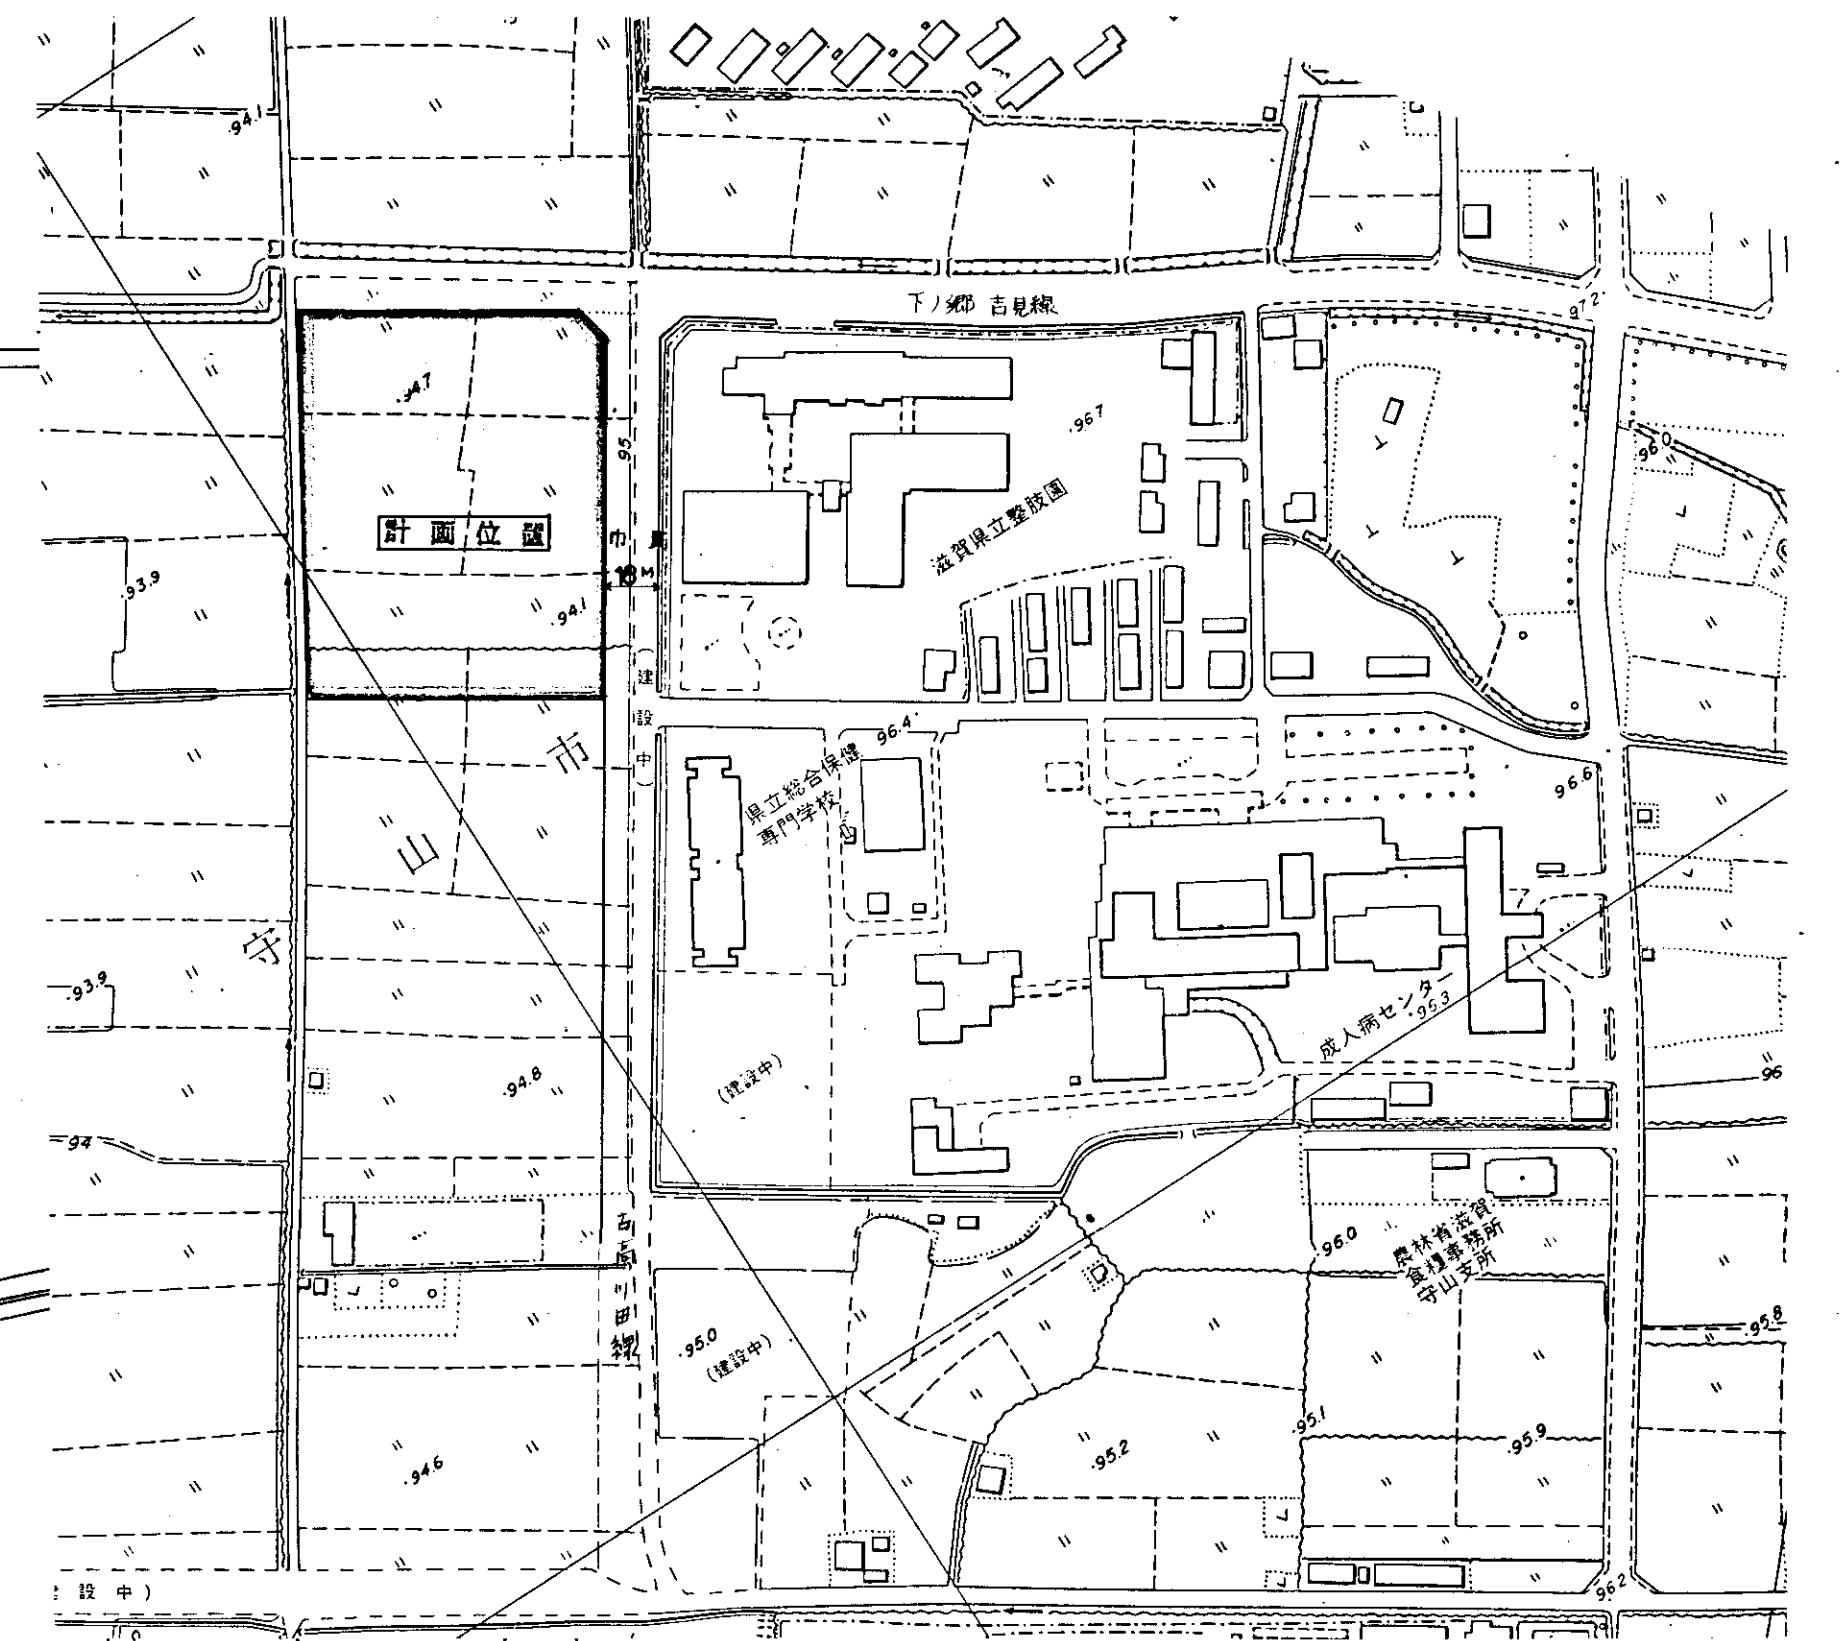 94.1
下ノ郷 吉見線
97.2
94.7
96.7
95
96.0
滋賀県立整肢園
計画位置
巾員
18M
93.9
94.1
(建設中)
96.4
県立総合保健
専門学校
96.6
守山市
93.9
成人病センター
95.3
94.8
(建設中)
96
94
古高川田線
96.0
農林省滋賀
食糧事務所
守山支所
95.0
(建設中)
95.8
95.1
95.2
95.9
94.6
設中)
96.2